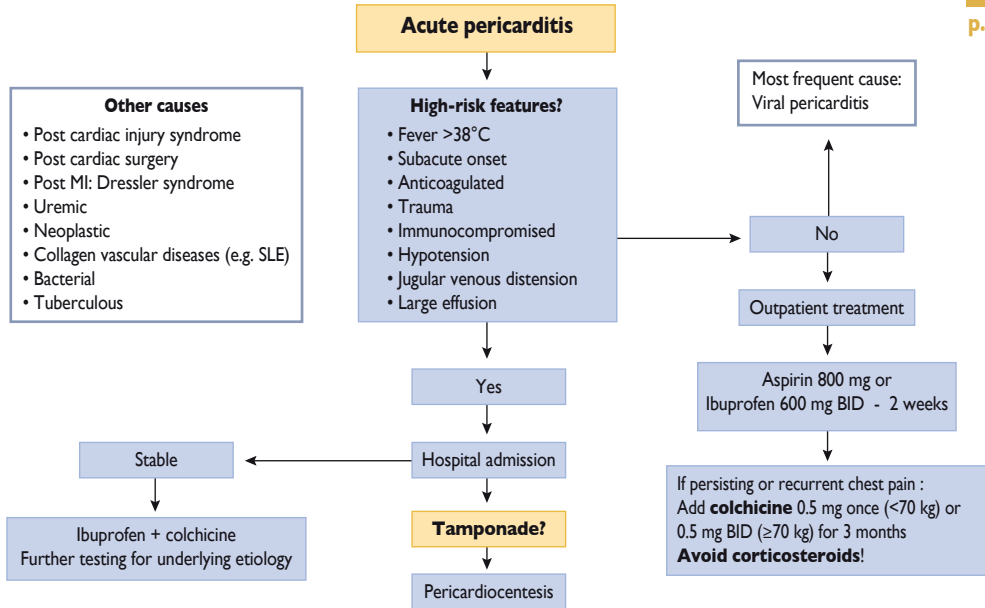 Acute pericarditis
p.
Other causes
• Post cardiac injury syndrome
• Post cardiac surgery
• Post MI: Dressler syndrome
• Uremic
• Neoplastic
• Collagen vascular diseases (e.g. SLE)
• Bacterial
• Tuberculous
High-risk features?
• Fever >38°C
• Subacute onset
• Anticoagulated
• Trauma
• Immunocompromised
• Hypotension
• Jugular venous distension
• Large effusion
Most frequent cause:
Viral pericarditis
No
Outpatient treatment
Aspirin 800 mg or
Ibuprofen 600 mg BID - 2 weeks
If persisting or recurrent chest pain :
Add colchicine 0.5 mg once (<70 kg) or
0.5 mg BID (≥70 kg) for 3 months
Avoid corticosteroids!
Yes
Hospital admission
Stable
Ibuprofen + colchicine
Further testing for underlying etiology
Tamponade?
Pericardiocentesis